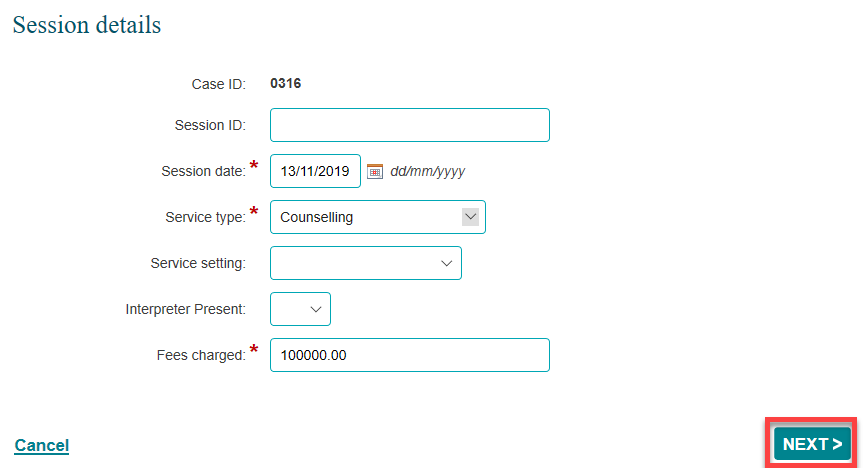 Session details
Case ID: 0316
Session ID:
Session date: * 13/11/2019 dd/mm/yyyy
Service type: * Counselling
Service setting:
Interpreter Present:
Fees charged: * 100000.00
Cancel NEXT >